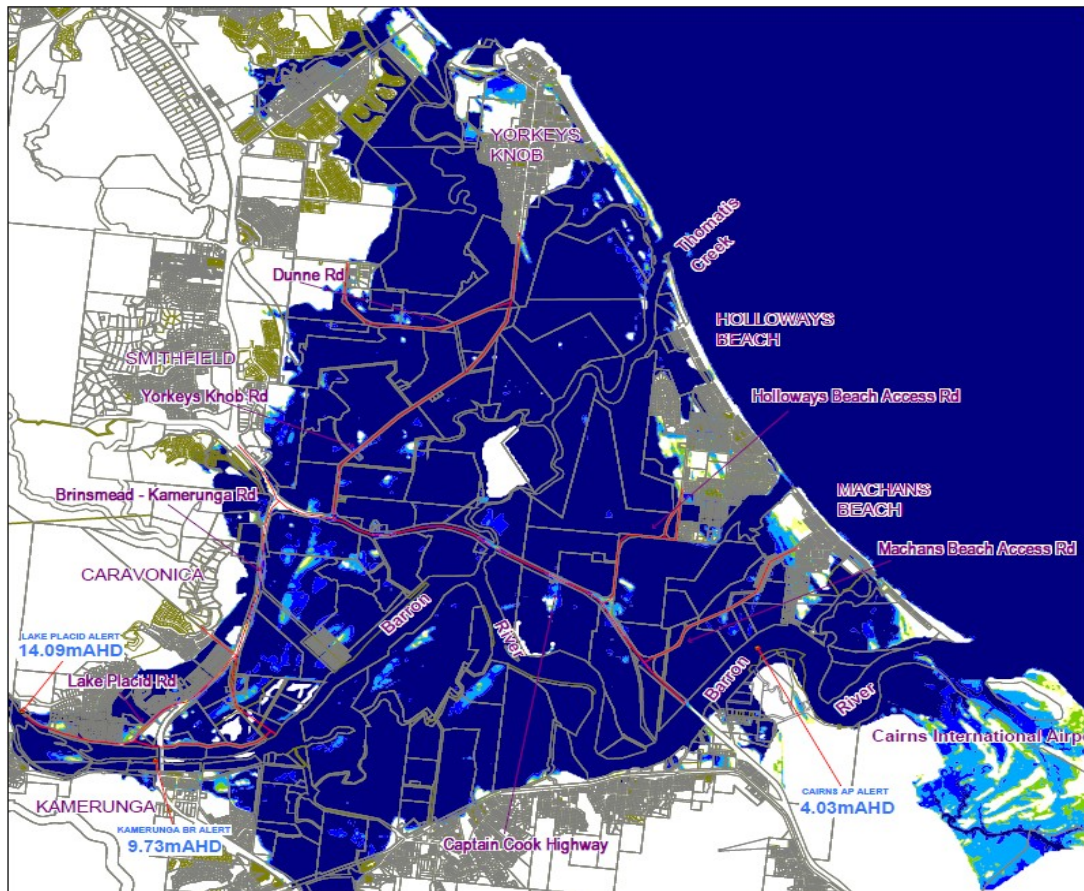 YORKEYS
KNOB
Thomatis
Creek
Dunne Rd
HOLLOWAYS
BEACH
SMITHFIELD
Yorkeys Knob Rd
Holloways Beach Access Rd
Brinsmead - Kamerunga Rd
MACHANS
BEACH
Machans Beach Access Rd
CARAVONICA
Barron
River
LAKE PLACID ALERT
14.09mAHD
Lake Placid Rd
Barron
River
Cairns International Airpo
CAIRNS AP ALERT
4.03mAHD
KAMERUNGA
KAMERUNGA BR ALERT
9.73mAHD
Captain Cook Highway